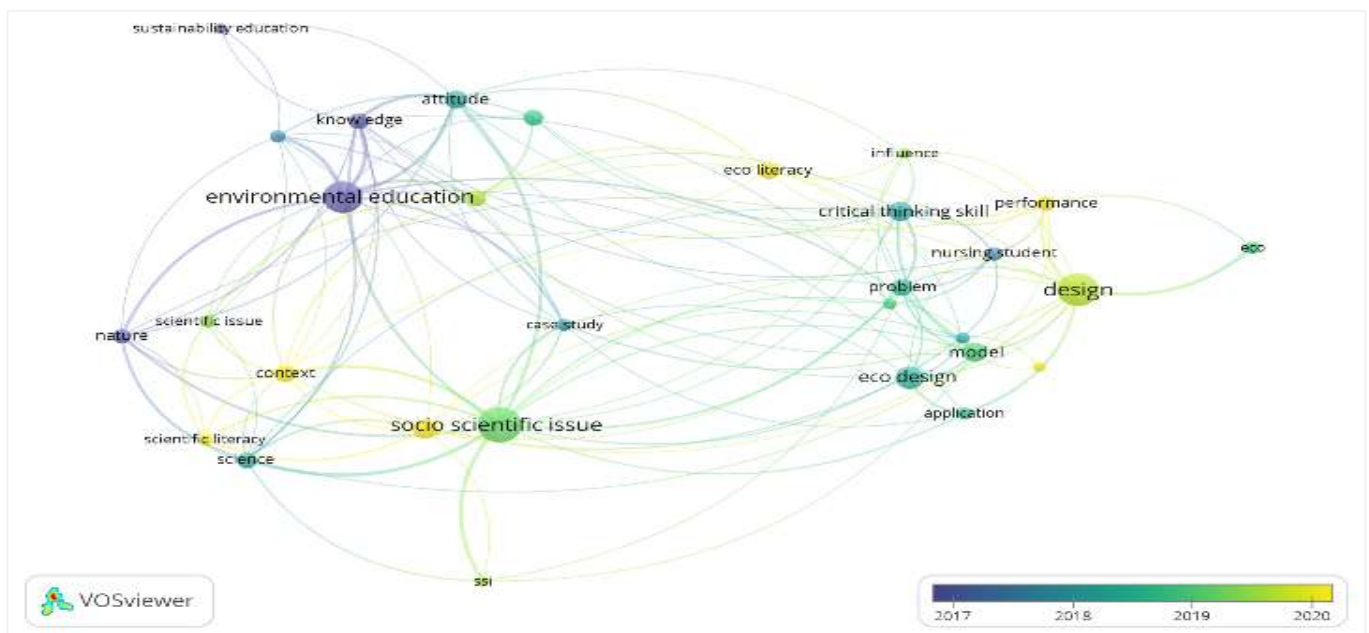 sustainability education
attitude
know edge
influence
eco literacy
environmental education
critical thinking skill
performance
nursing student
eco
problem
design
scientific issue
case study
nature
model
context
eco design
application
socio scientific issue
scientific literacy
science
ssi
VOSviewer
2017 2018 2019 2020